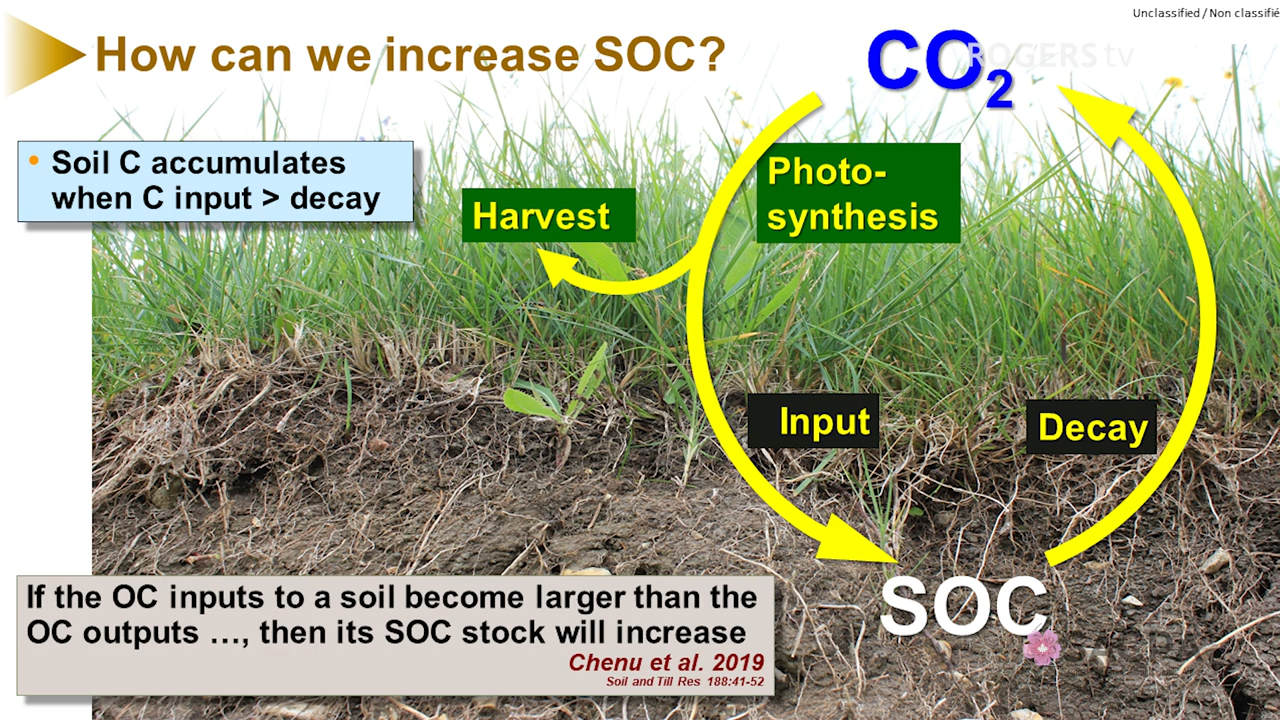 Unclassified / Non classifié
How can we increase SOC?
CO2
ROGERS tv
• Soil C accumulates
when C input > decay
Harvest
Photo-
synthesis
Input
Decay
SOC
If the OC inputs to a soil become larger than the
OC outputs …, then its SOC stock will increase
Chenu et al. 2019
Soil and Till Res 188:41-52